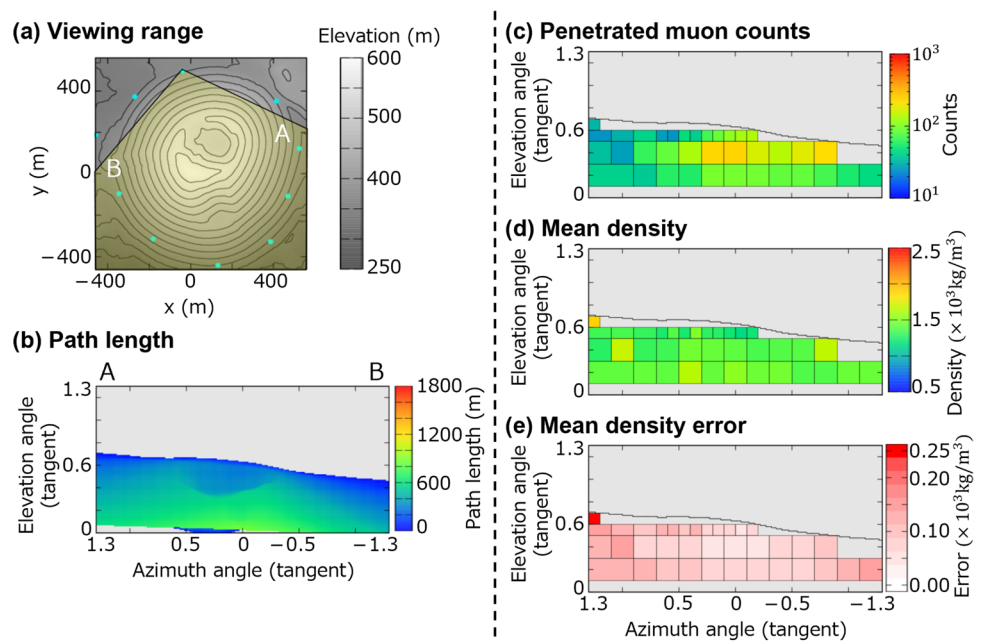 (a) Viewing range
Elevation (m)
600
500
400
250
400
0
−400
y (m)
−400 0 400
x (m)
A
B
(b) Path length
A B
1.3
0.6
0
Elevation angle
(tangent)
1.3 0.5 0 −0.5 −1.3
Azimuth angle (tangent)
1800
1200
600
0
Path length (m)
(c) Penetrated muon counts
1.3
0.6
0
Elevation angle
(tangent)
10³
10²
10¹
Counts
(d) Mean density
1.3
0.6
0
Elevation angle
(tangent)
2.5
1.5
0.5
Density (× 10³kg/m³)
(e) Mean density error
1.3
0.6
0
Elevation angle
(tangent)
1.3 0.5 0 −0.5 −1.3
Azimuth angle (tangent)
0.25
0.20
0.10
0.00
Error (× 10³kg/m³)